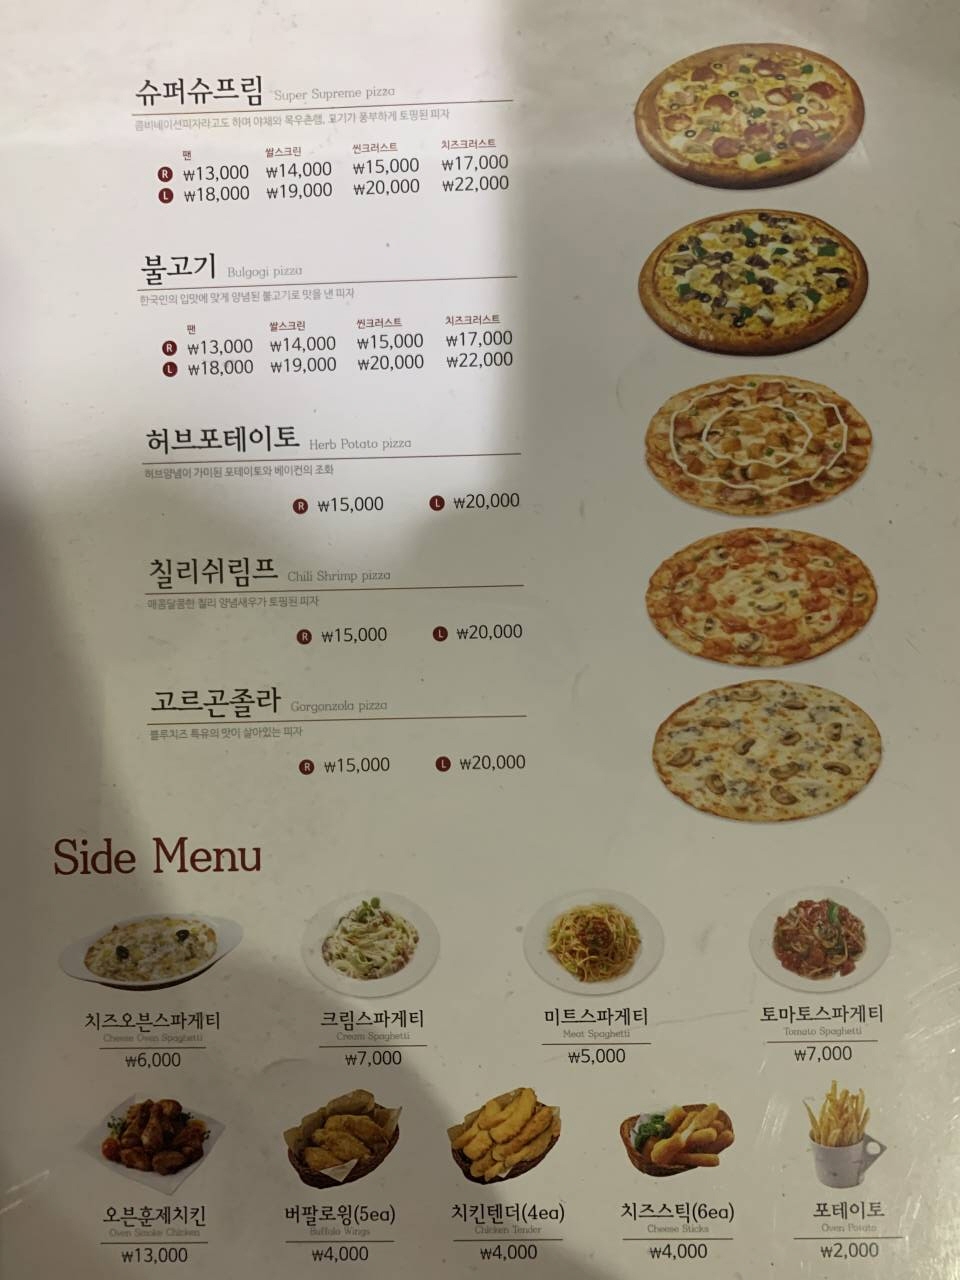 슈퍼슈프림 Super Supreme pizza
콤비네이션피자라고도 하며 야채와 목우촌햄, 고기가 풍부하게 토핑된 피자
팬 쌀스크린 씬크러스트 치즈크러스트
R ₩13,000 ₩14,000 ₩15,000 ₩17,000
L ₩18,000 ₩19,000 ₩20,000 ₩22,000
불고기 Bulgogi pizza
한국인의 입맛에 맞게 양념된 불고기로 맛을 낸 피자
팬 쌀스크린 씬크러스트 치즈크러스트
R ₩13,000 ₩14,000 ₩15,000 ₩17,000
L ₩18,000 ₩19,000 ₩20,000 ₩22,000
허브포테이토 Herb Potato pizza
허브양념이 가미된 포테이토와 베이컨의 조화
R ₩15,000 L ₩20,000
칠리쉬림프 Chili Shrimp pizza
매콤달콤한 칠리 양념새우가 토핑된 피자
R ₩15,000 L ₩20,000
고르곤졸라 Gorgonzola pizza
블루치즈 특유의 맛이 살아있는 피자
R ₩15,000 L ₩20,000
Side Menu
치즈오븐스파게티 크림스파게티 미트스파게티 토마토스파게티
Cheese Oven Spaghetti Cream Spaghetti Meat Spaghetti Tomato Spaghetti
₩6,000 ₩7,000 ₩5,000 ₩7,000
오븐훈제치킨 버팔로윙(5ea) 치킨텐더(4ea) 치즈스틱(6ea) 포테이토
Oven Smoke Chicken Buffalo Wings Chicken Tender Cheese Sticks Oven Potato
₩13,000 ₩4,000 ₩4,000 ₩4,000 ₩2,000